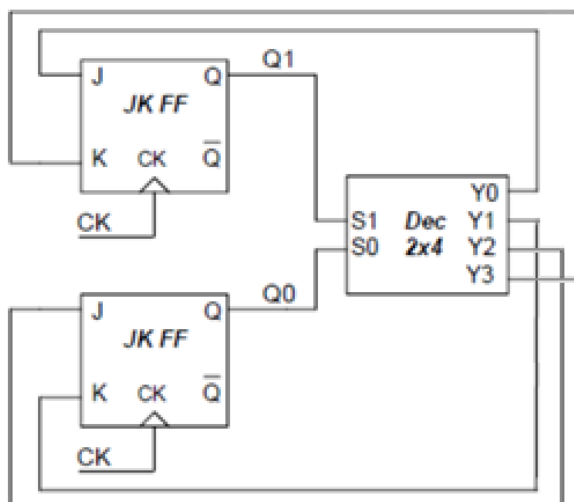 Q1
J Q
JK FF
K CK Q̅
CK
Y0
S1 Dec Y1
S0 2x4 Y2
Y3
Q0
J Q
JK FF
K CK Q̅
CK